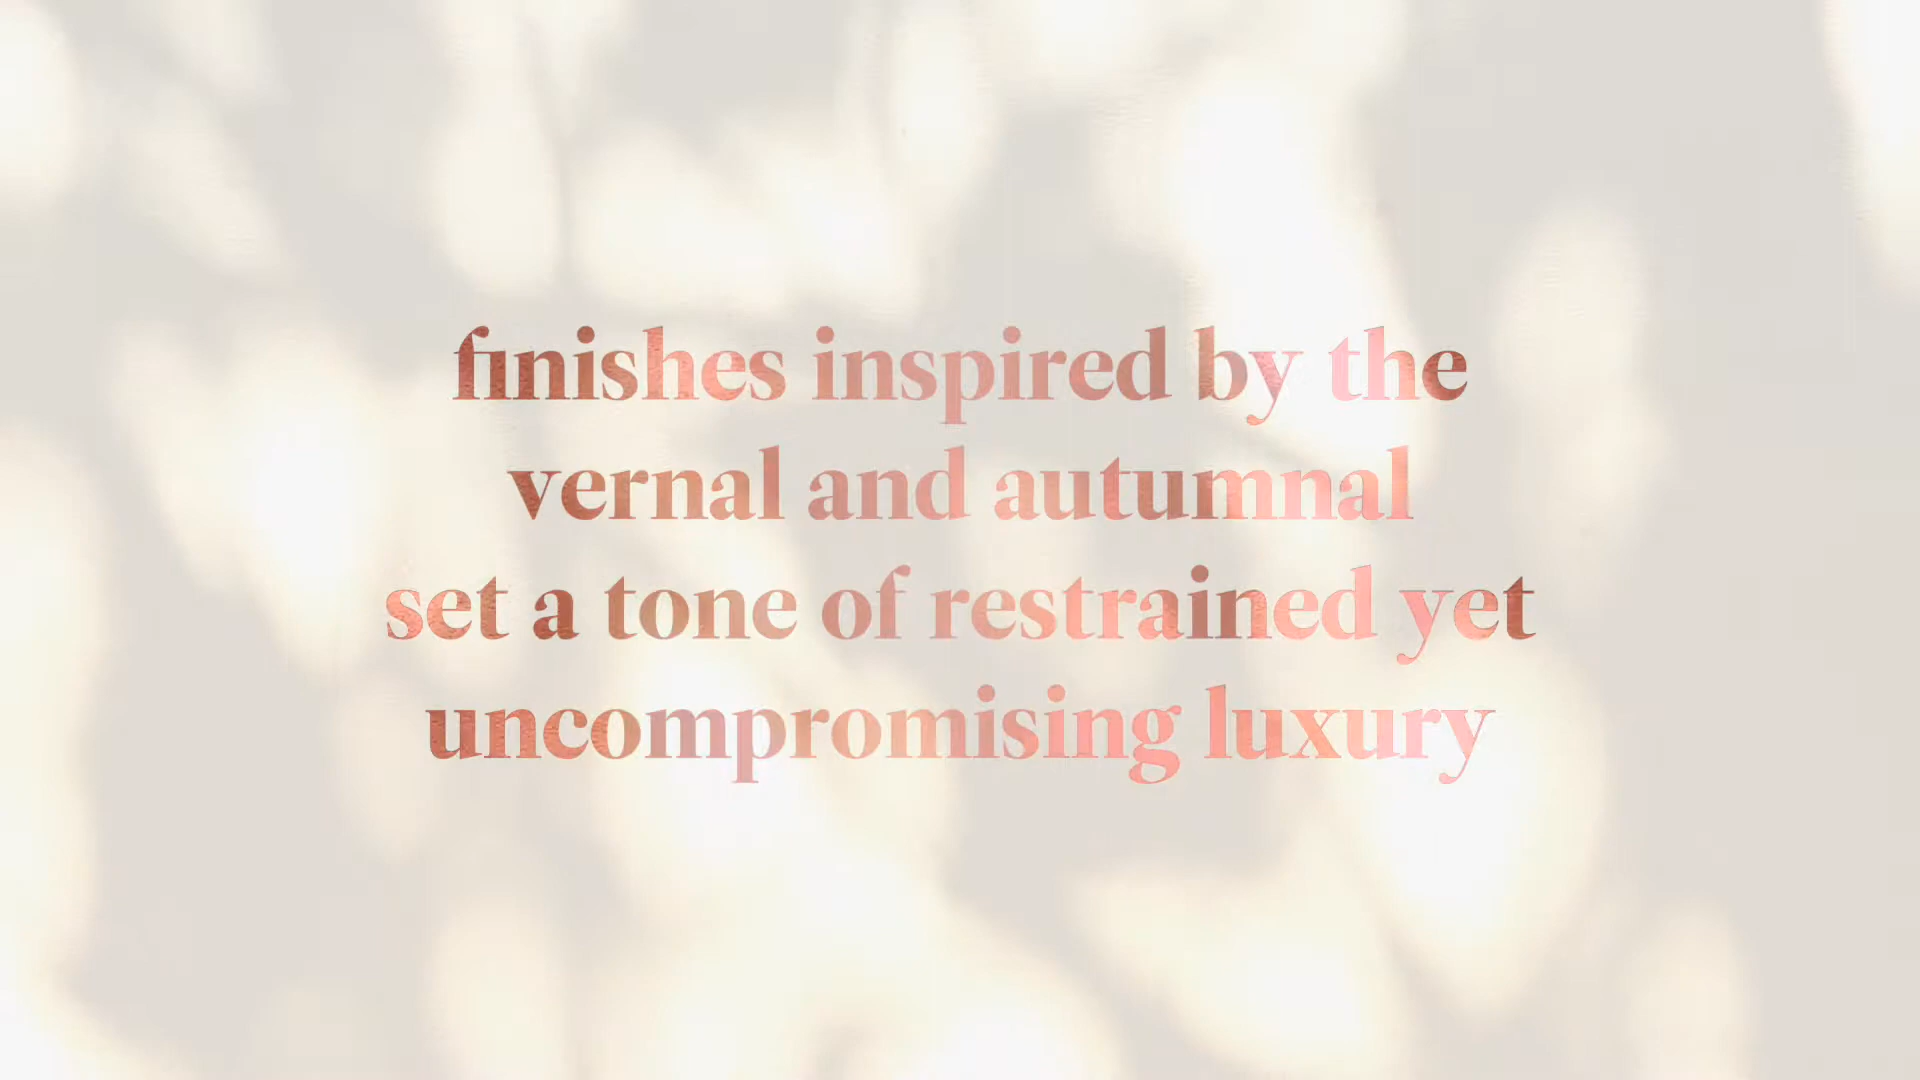 finishes inspired by the
vernal and autumnal
set a tone of restrained yet
uncompromising luxury